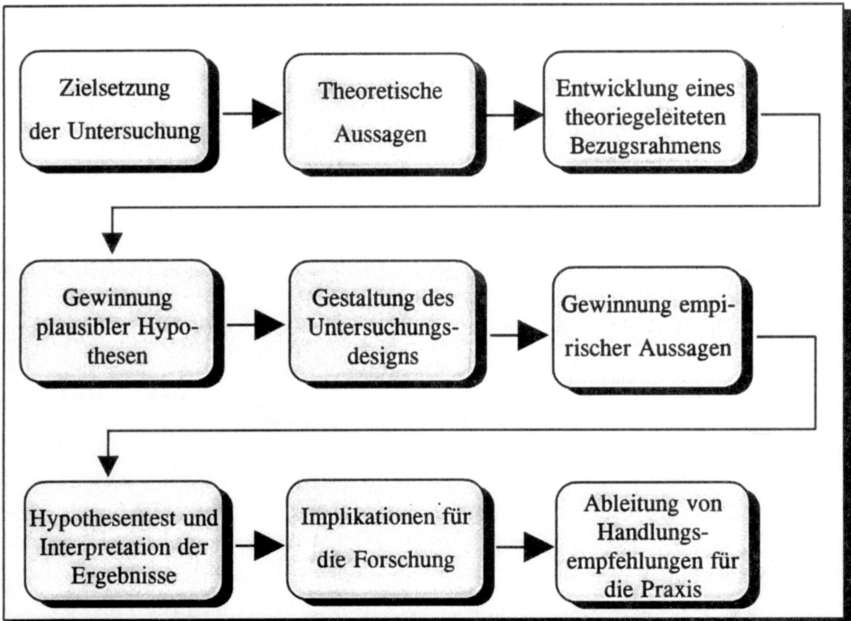 Zielsetzung
der Untersuchung
Theoretische
Aussagen
Entwicklung eines
theoriegeleiteten
Bezugsrahmens
Gewinnung
plausibler Hypo-
thesen
Gestaltung des
Untersuchungs-
designs
Gewinnung empi-
rischer Aussagen
Hypothesentest und
Interpretation der
Ergebnisse
Implikationen für
die Forschung
Ableitung von
Handlungs-
empfehlungen für
die Praxis